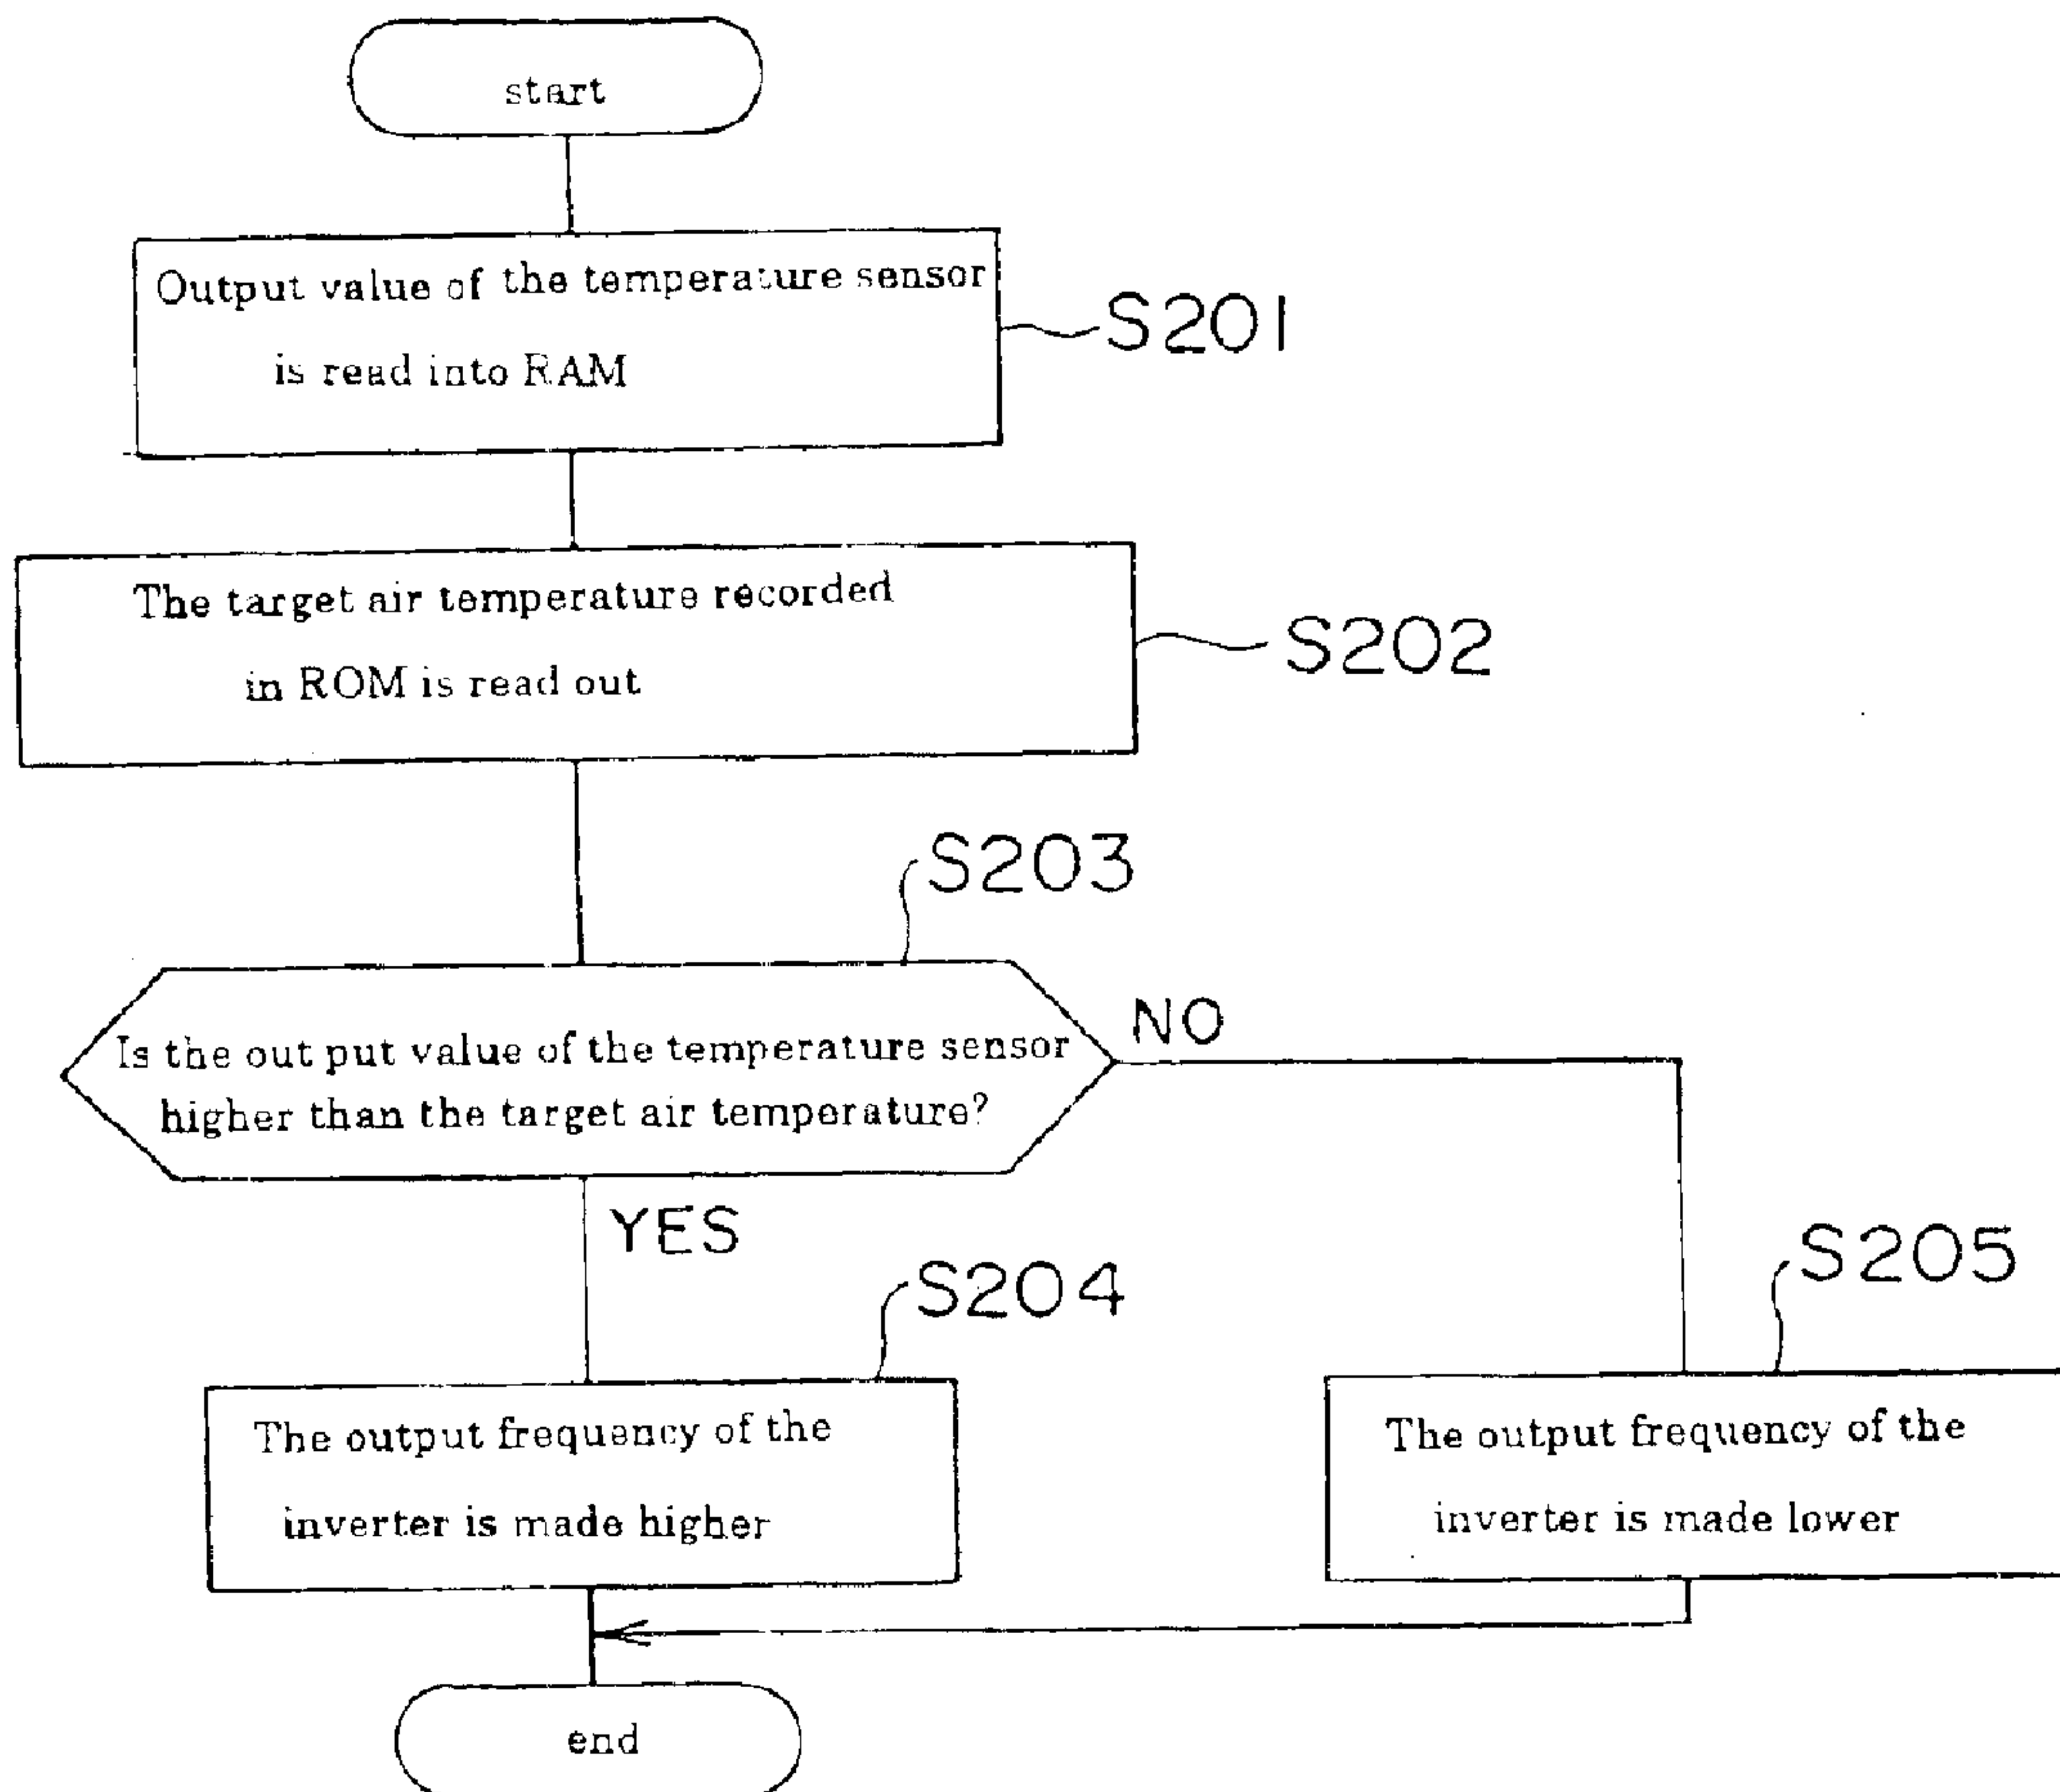 start
Output value of the temperature sensor
is read into RAM
S201
The target air temperature recorded
in ROM is read out
S202
S203
Is the out put value of the temperature sensor
higher than the target air temperature?
NO
YES
S204
The output frequency of the
inverter is made higher
S205
The output frequency of the
inverter is made lower
end